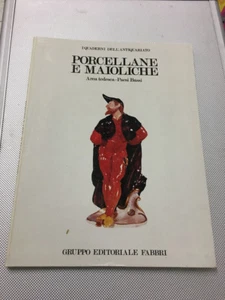 I QUADERNI DELL'ANTIQUARIATO
PORCELLANE
E MAIOLICHE
Area tedesca - Paesi Bassi
GRUPPO EDITORIALE FABBRI